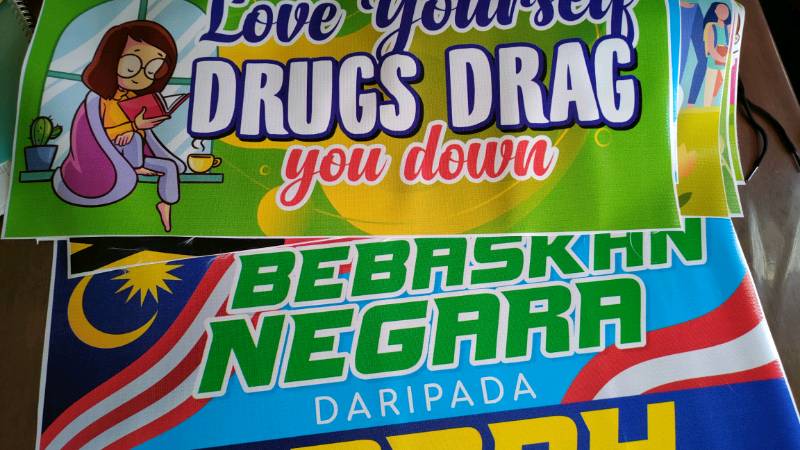 Love Yourself
DRUGS DRAG
you down
BEBASKAN
NEGARA
DARIPADA